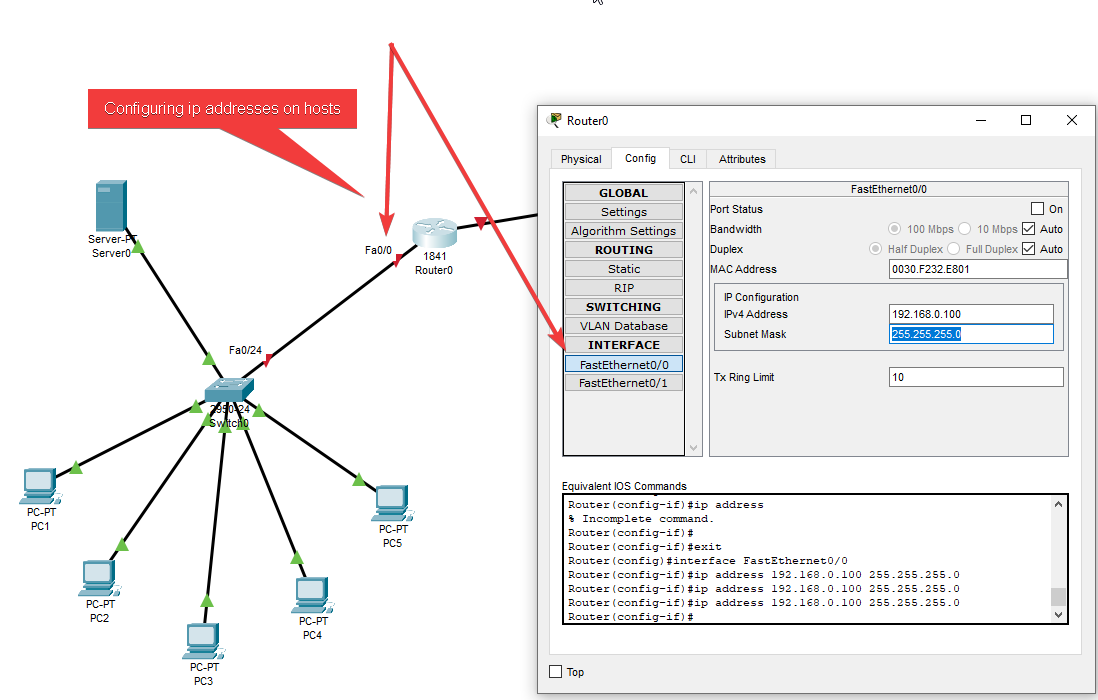 Configuring ip addresses on hosts
Server-PT
Server0
Fa0/0
1841
Router0
Fa0/24
2950-24
Switch0
PC-PT
PC1
PC-PT
PC2
PC-PT
PC3
PC-PT
PC4
PC-PT
PC5
Router0
Physical Config CLI Attributes
GLOBAL
Settings
Algorithm Settings
ROUTING
Static
RIP
SWITCHING
VLAN Database
INTERFACE
FastEthernet0/0
FastEthernet0/1
FastEthernet0/0
Port Status On
Bandwidth 100 Mbps 10 Mbps Auto
Duplex Half Duplex Full Duplex Auto
MAC Address 0030.F232.E801
IP Configuration
IPv4 Address 192.168.0.100
Subnet Mask 255.255.255.0
Tx Ring Limit 10
Equivalent IOS Commands
Router(config-if)#ip address
% Incomplete command.
Router(config-if)#
Router(config-if)#exit
Router(config)#interface FastEthernet0/0
Router(config-if)#ip address 192.168.0.100 255.255.255.0
Router(config-if)#ip address 192.168.0.100 255.255.255.0
Router(config-if)#ip address 192.168.0.100 255.255.255.0
Router(config-if)#
Top